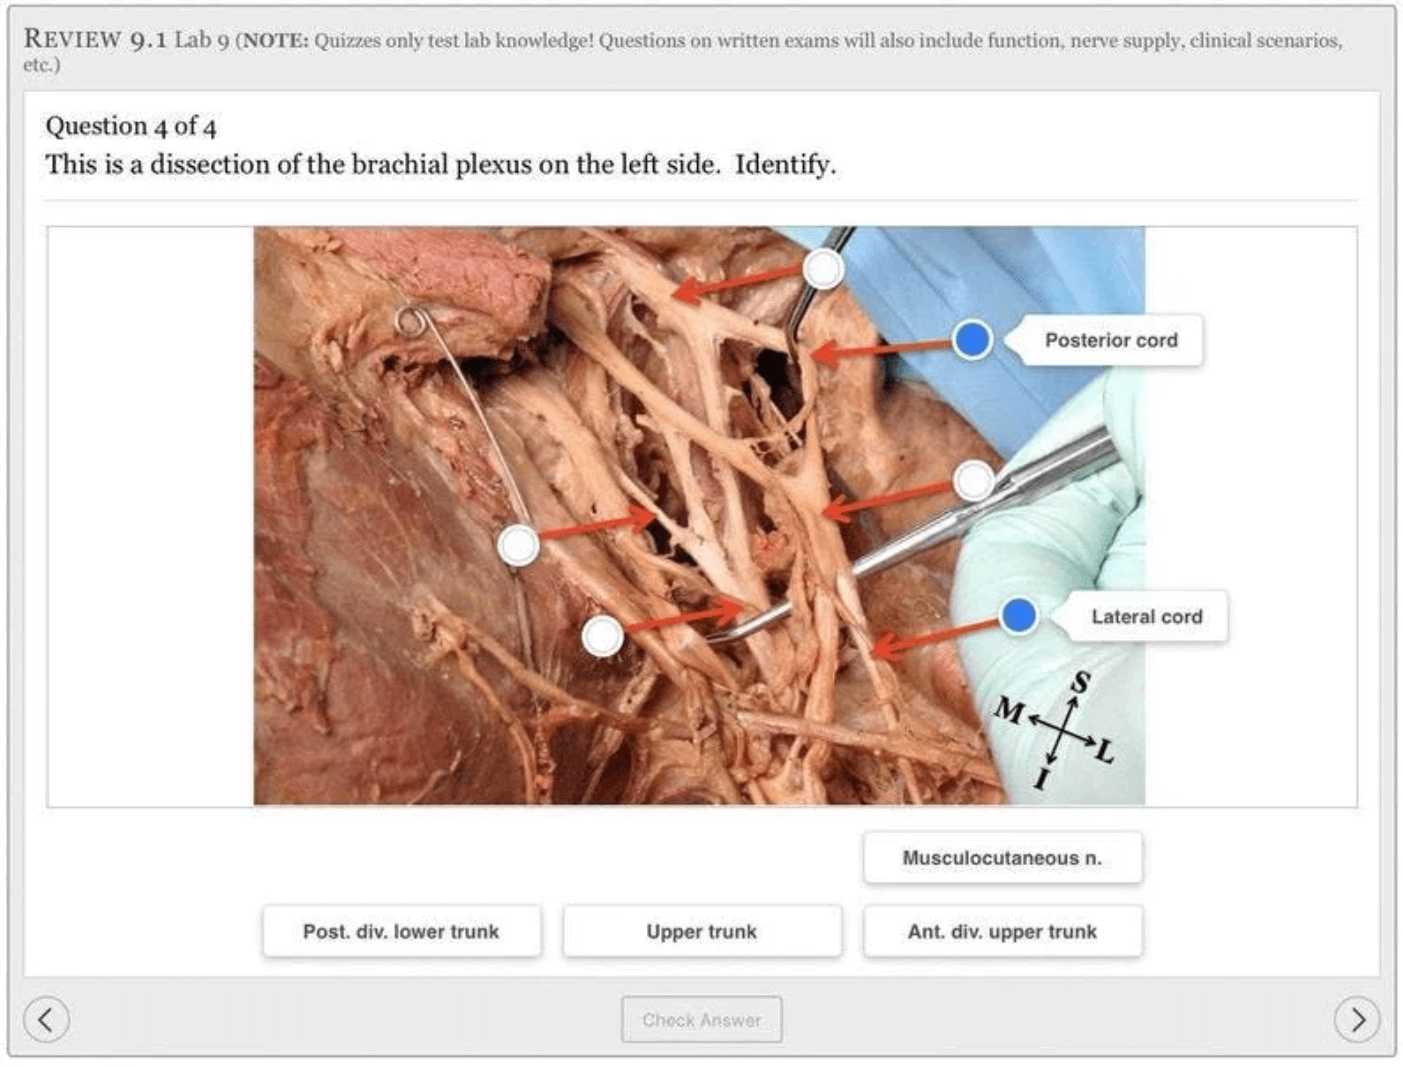 REVIEW 9.1 Lab 9 (NOTE: Quizzes only test lab knowledge! Questions on written exams will also include function, nerve supply, clinical scenarios,
etc.)
Question 4 of 4
This is a dissection of the brachial plexus on the left side. Identify.
Posterior cord
Lateral cord
S
M
L
I
Musculocutaneous n.
Post. div. lower trunk
Upper trunk
Ant. div. upper trunk
Check Answer